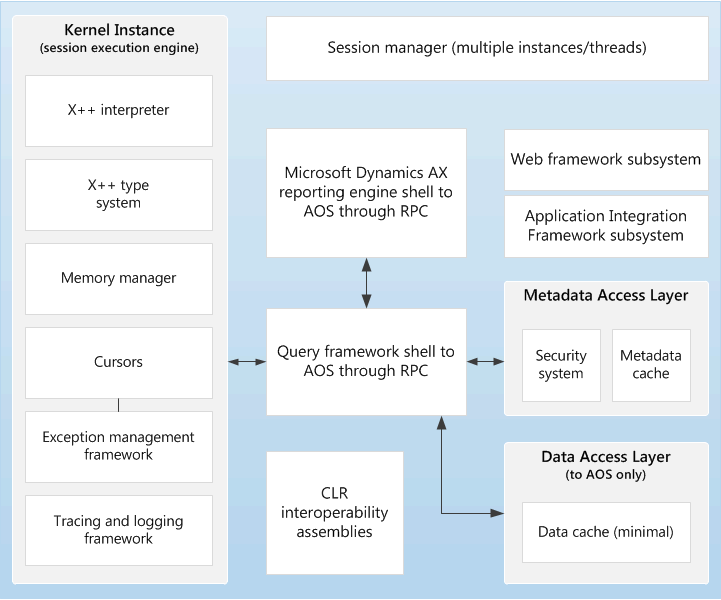 Kernel Instance
(session execution engine)
X++ interpreter
X++ type
system
Memory manager
Cursors
Exception management
framework
Tracing and logging
framework
Session manager (multiple instances/threads)
Microsoft Dynamics AX
reporting engine shell to
AOS through RPC
Query framework shell to
AOS through RPC
CLR
interoperability
assemblies
Web framework subsystem
Application Integration
Framework subsystem
Metadata Access Layer
Security
system
Metadata
cache
Data Access Layer
(to AOS only)
Data cache (minimal)